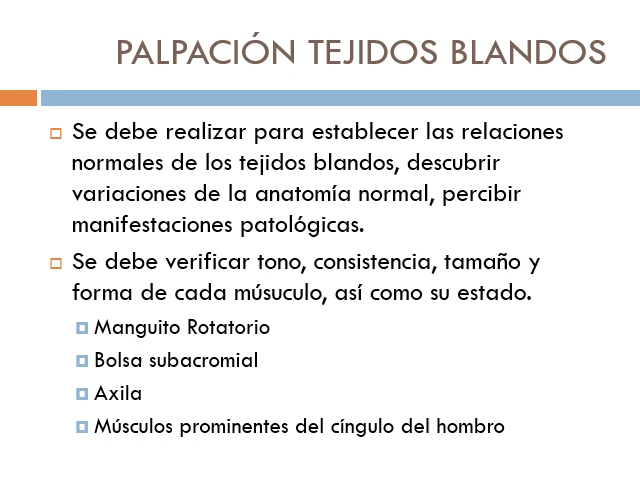 PALPACIÓN TEJIDOS BLANDOS
Se debe realizar para establecer las relaciones
normales de los tejidos blandos, descubrir
variaciones de la anatomía normal, percibir
manifestaciones patológicas.
Se debe verificar tono, consistencia, tamaño y
forma de cada músuculo, así como su estado.
Manguito Rotatorio
Bolsa subacromial
Axila
Músculos prominentes del cíngulo del hombro